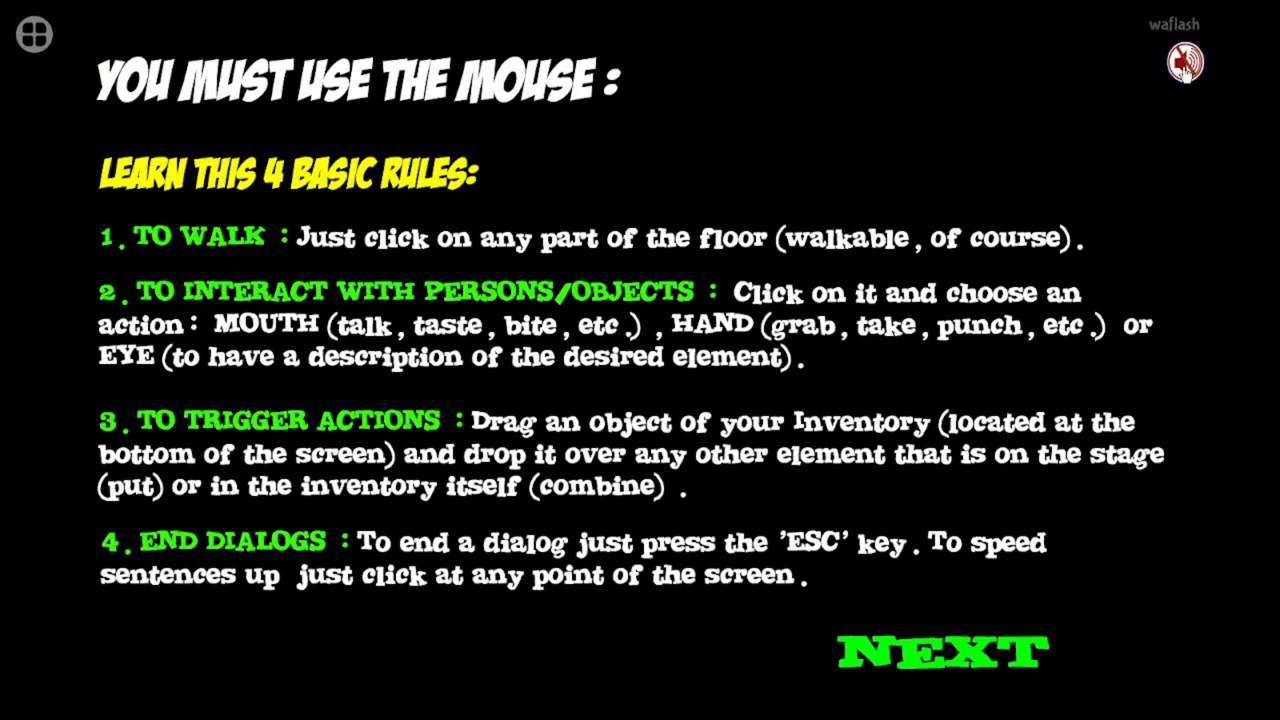 waflash
YOU MUST USE THE MOUSE :
LEARN THIS 4 BASIC RULES:
1. TO WALK : Just click on any part of the floor (walkable, of course).
2. TO INTERACT WITH PERSONS/OBJECTS : Click on it and choose an
action: MOUTH (talk, taste, bite, etc.) , HAND (grab, take, punch, etc.) or
EYE (to have a description of the desired element).
3. TO TRIGGER ACTIONS : Drag an object of your Inventory (located at the
bottom of the screen) and drop it over any other element that is on the stage
(put) or in the inventory itself (combine) .
4. END DIALOGS : To end a dialog just press the 'ESC' key. To speed
sentences up just click at any point of the screen.
NEXT